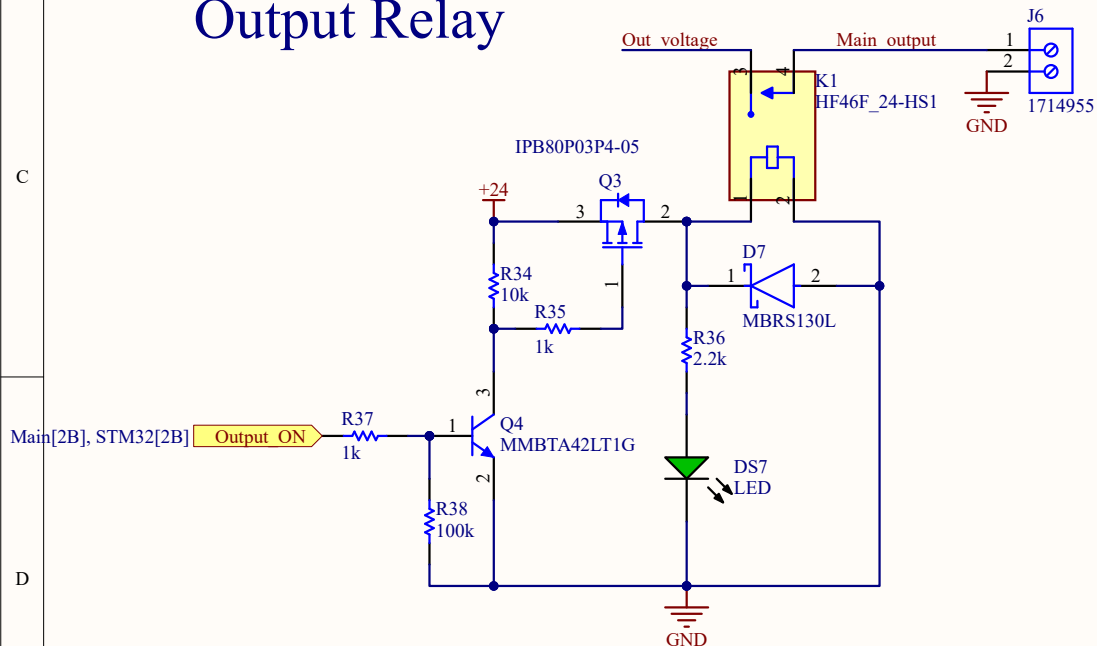 Output Relay
J6
Out_voltage
Main_output
1
2
3
4
K1
HF46F_24-HS1
GND
1714955
IPB80P03P4-05
C
Q3
+24
3
2
1
2
D7
R34
10k
1
1
2
R35
1k
MBRS130L
R36
2.2k
3
R37
Q4
Main[2B], STM32[2B]
Output_ON
1
MMBTA42LT1G
1k
2
DS7
LED
R38
100k
D
GND